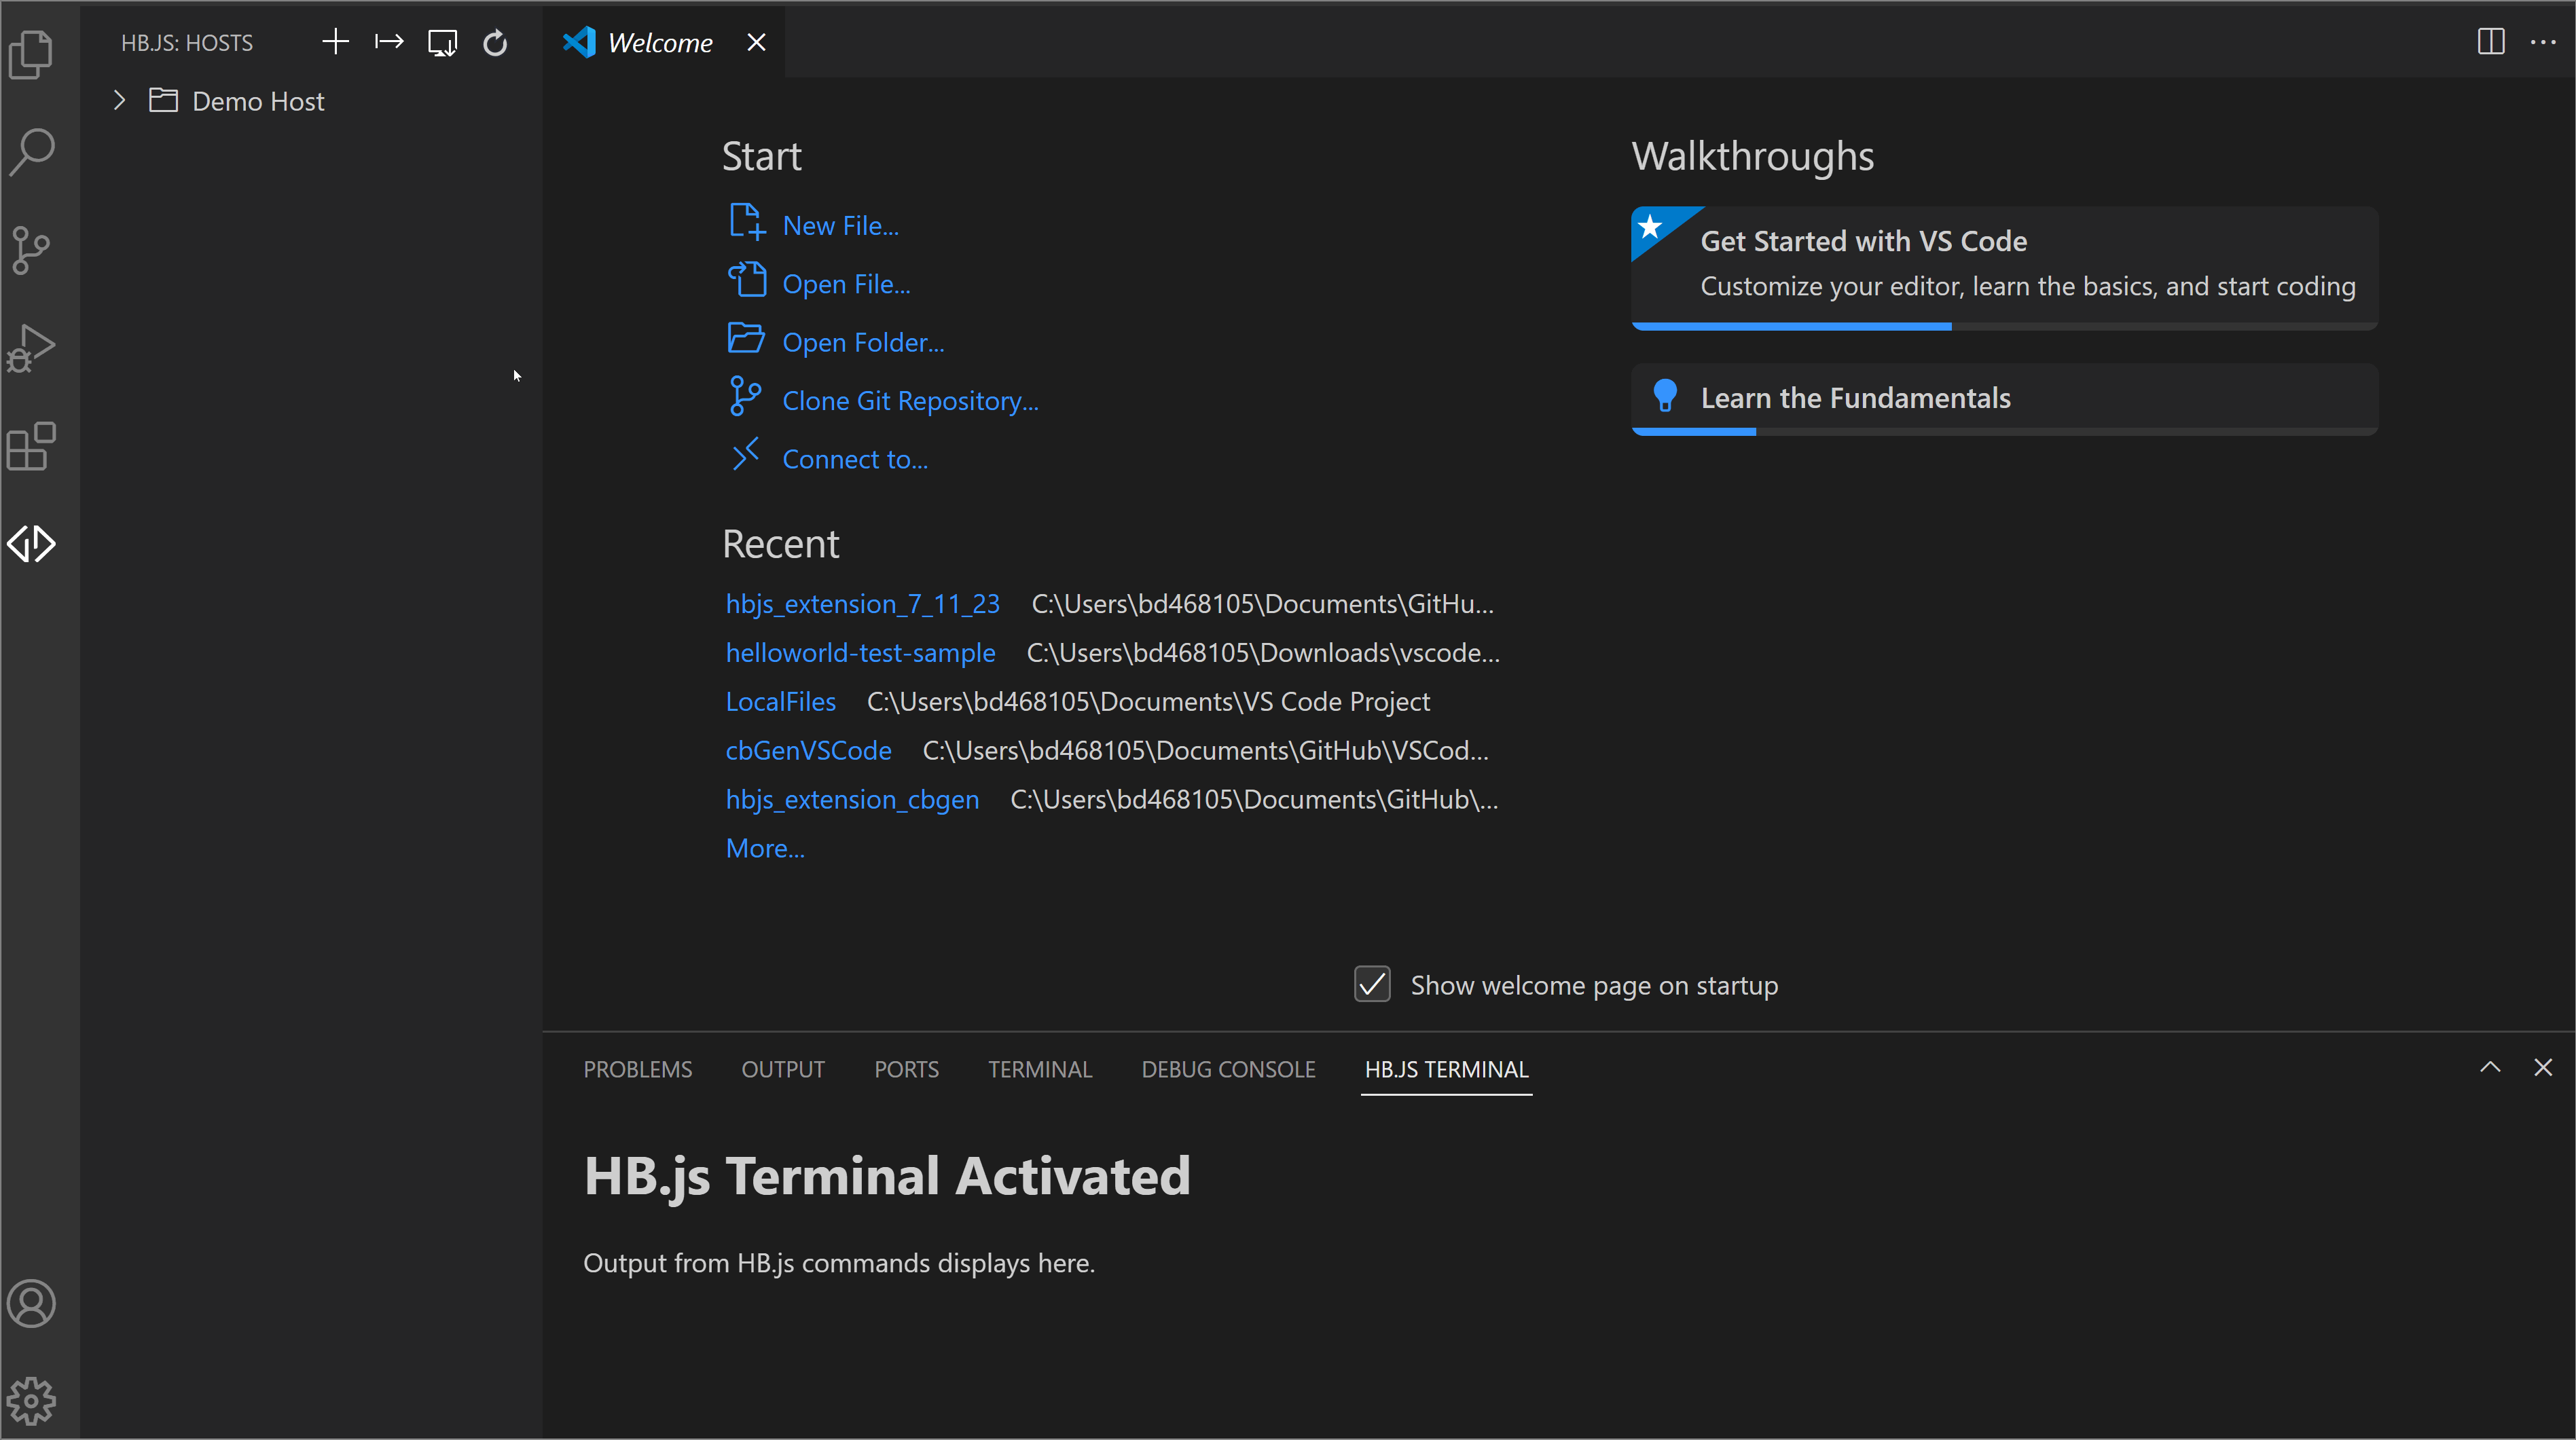 HB.JS: HOSTS
Demo Host
Welcome
Start
New File...
Open File...
Open Folder...
Clone Git Repository...
Connect to...
Recent
hbjs_extension_7_11_23 C:\Users\bd468105\Documents\GitHu...
helloworld-test-sample C:\Users\bd468105\Downloads\vscode...
LocalFiles C:\Users\bd468105\Documents\VS Code Project
cbGenVSCode C:\Users\bd468105\Documents\GitHub\VSCod...
hbjs_extension_cbgen C:\Users\bd468105\Documents\GitHub\...
More...
Walkthroughs
Get Started with VS Code
Customize your editor, learn the basics, and start coding
Learn the Fundamentals
Show welcome page on startup
PROBLEMS OUTPUT PORTS TERMINAL DEBUG CONSOLE HB.JS TERMINAL
HB.js Terminal Activated
Output from HB.js commands displays here.